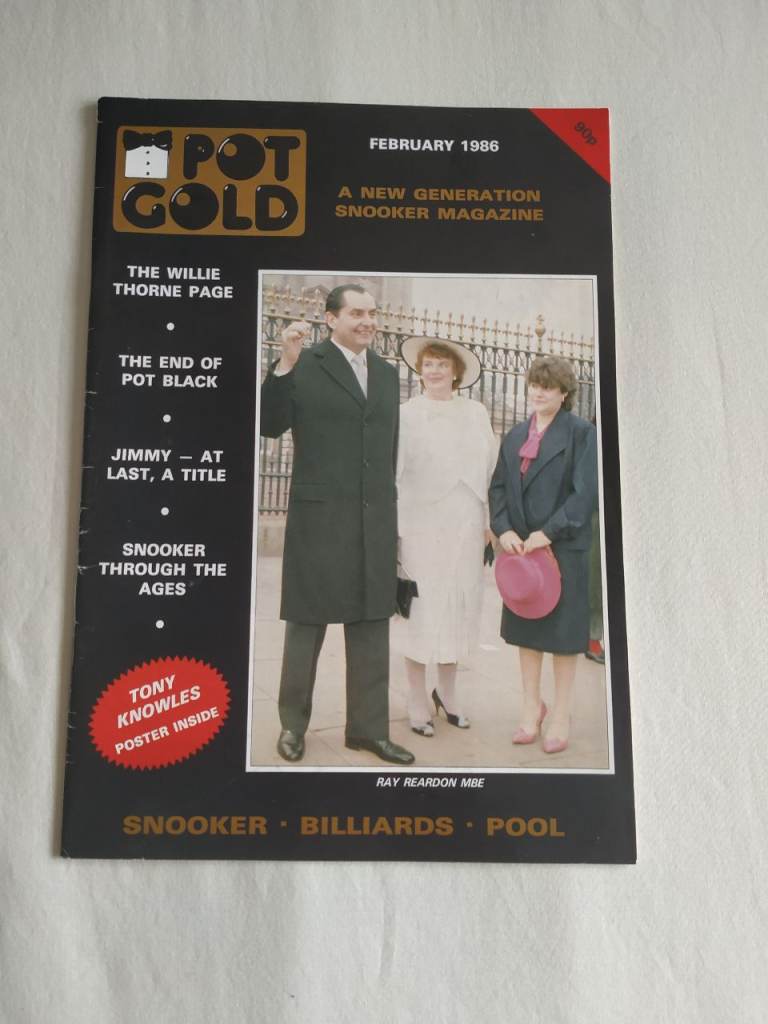 POT
GOLD
FEBRUARY 1986
90p
A NEW GENERATION
SNOOKER MAGAZINE
THE WILLIE
THORNE PAGE
•
THE END OF
POT BLACK
•
JIMMY – AT
LAST, A TITLE
•
SNOOKER
THROUGH THE
AGES
•
TONY
KNOWLES
POSTER INSIDE
RAY REARDON MBE
SNOOKER · BILLIARDS · POOL